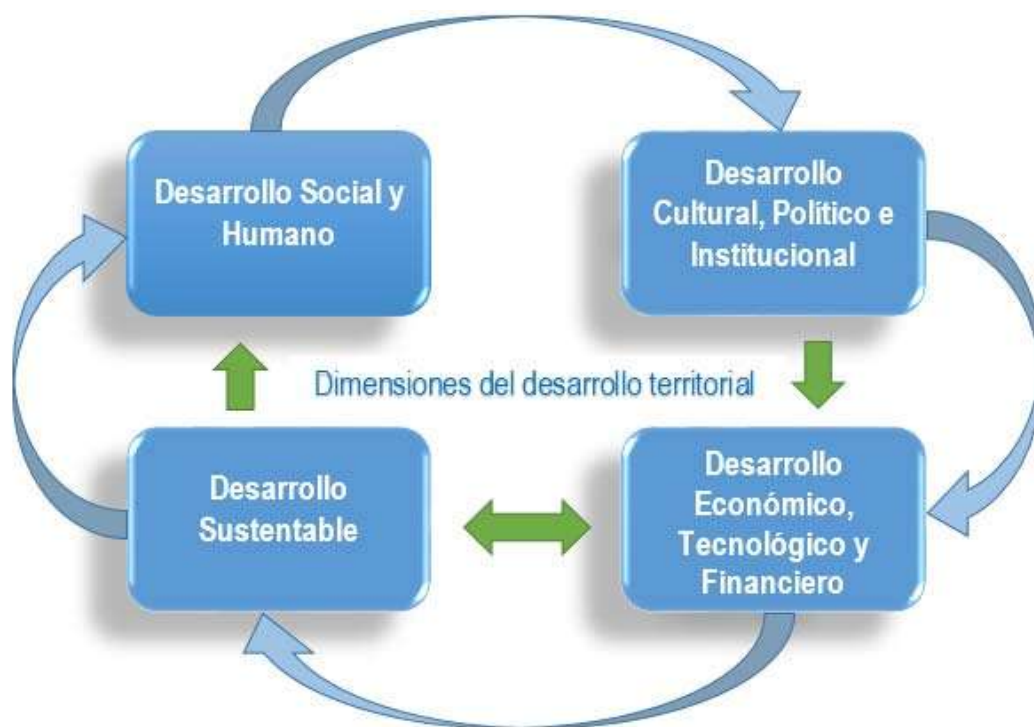 Desarrollo Social y
Humano
Desarrollo
Cultural, Político e
Institucional
Dimensiones del desarrollo territorial
Desarrollo
Sustentable
Desarrollo
Económico,
Tecnológico y
Financiero